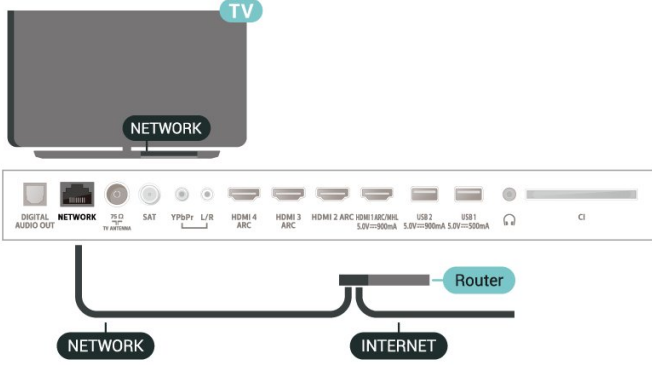 TV
NETWORK
DIGITAL
AUDIO OUT
NETWORK
75 Ω
TV ANTENNA
SAT
YPbPr
L/R
HDMI 4
ARC
HDMI 3
ARC
HDMI 2 ARC
HDMI 1 ARC/MHL
5.0V⎓900mA
USB 2
5.0V⎓900mA
USB 1
5.0V⎓500mA
CI
Router
NETWORK
INTERNET